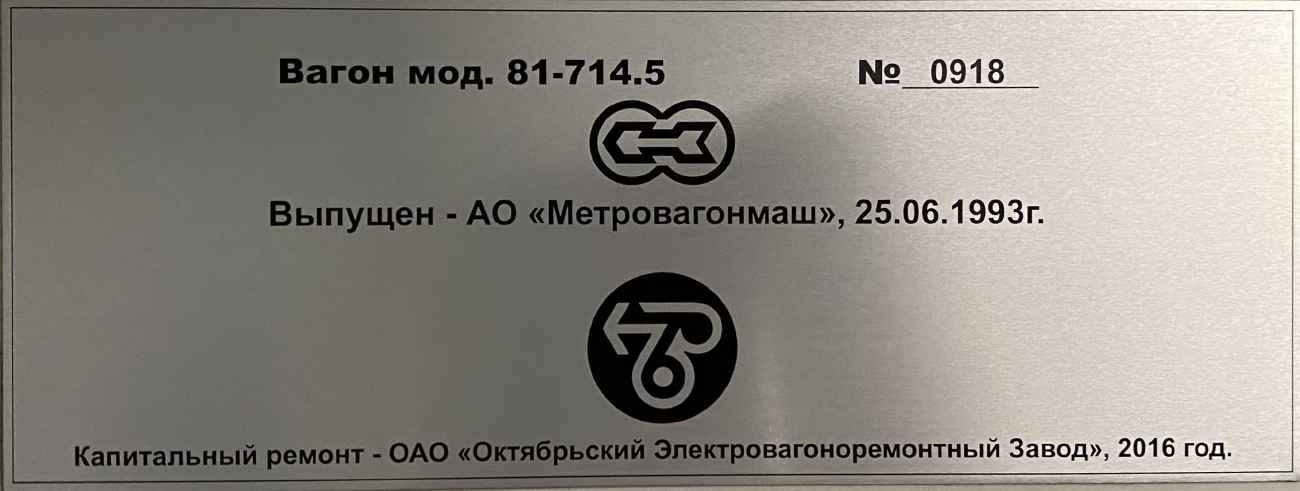 Вагон мод. 81-714.5 № 0918
Выпущен - АО «Метровагонмаш», 25.06.1993г.
Капитальный ремонт - ОАО «Октябрьский Электровагоноремонтный Завод», 2016 год.